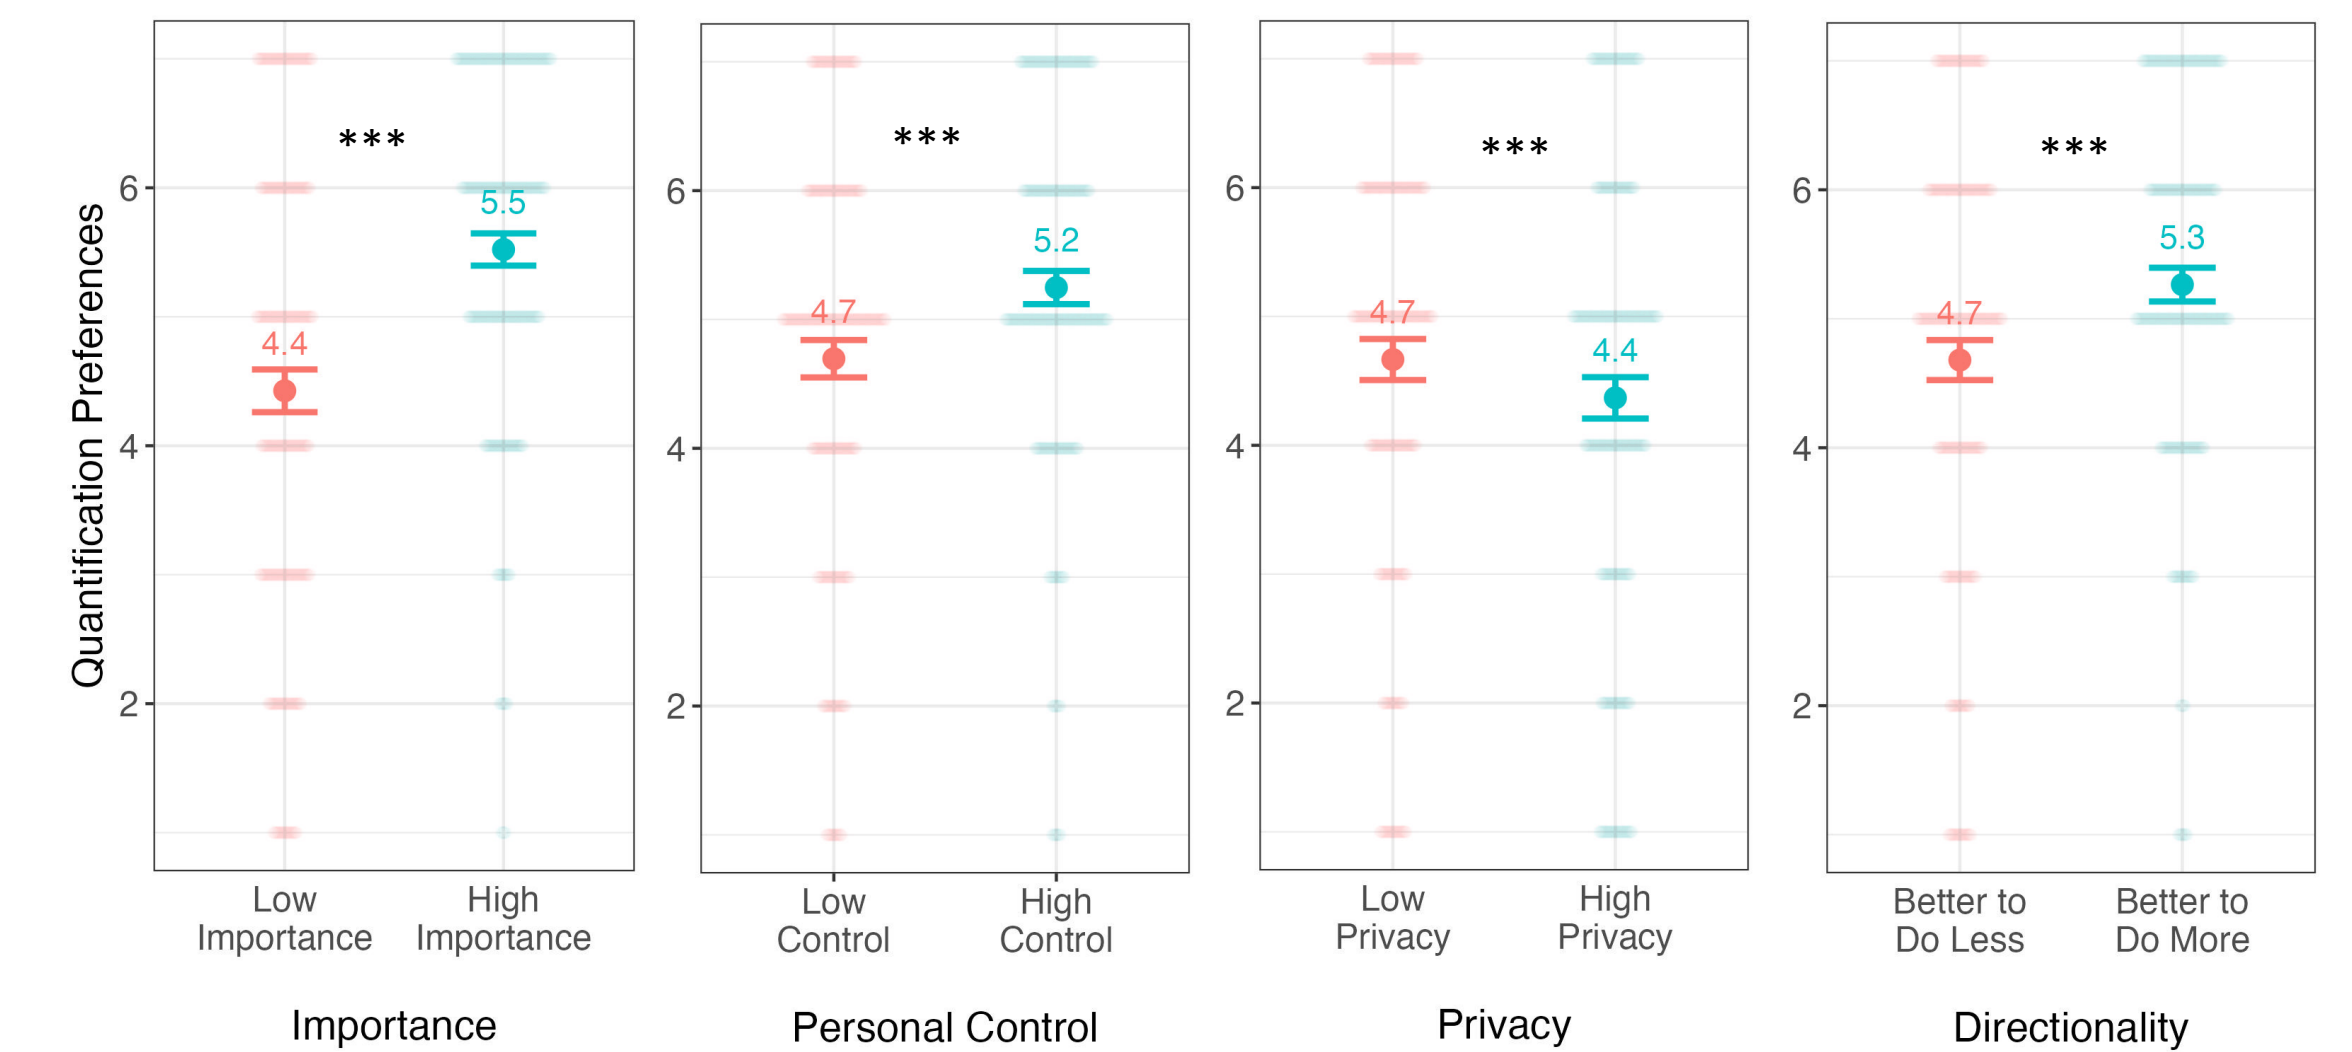 Quantification Preferences
6
4
2
***
5.5
4.4
Low Importance
High Importance
Importance
6
4
2
***
5.2
4.7
Low Control
High Control
Personal Control
6
4
2
***
4.7
4.4
Low Privacy
High Privacy
Privacy
6
4
2
***
5.3
4.7
Better to Do Less
Better to Do More
Directionality